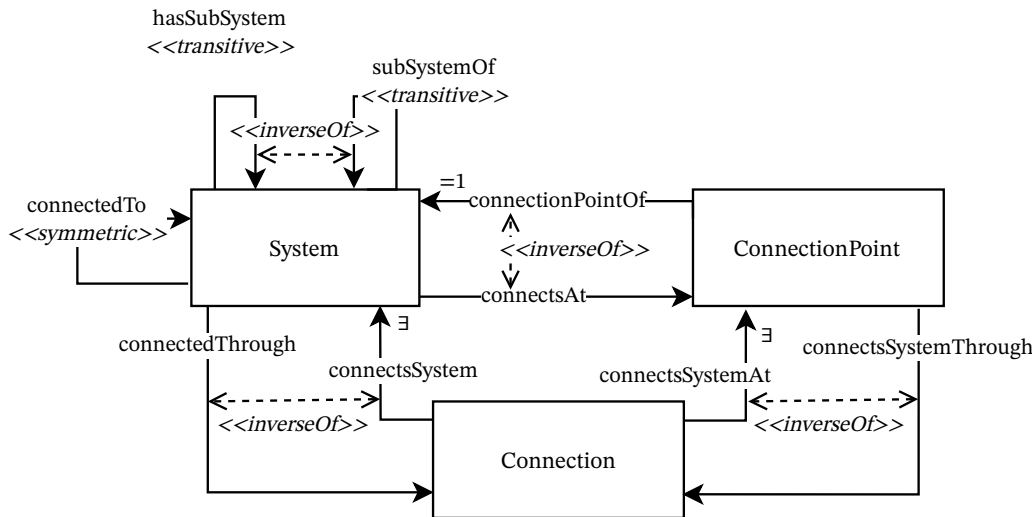 hasSubSystem
<<transitive>>
subSystemOf
<<transitive>>
<<inverseOf>>
connectedTo
<<symmetric>>
System
=1
connectionPointOf
<<inverseOf>>
connectsAt
ConnectionPoint
∃
∃
connectedThrough
connectsSystem
connectsSystemAt
connectsSystemThrough
<<inverseOf>>
<<inverseOf>>
Connection